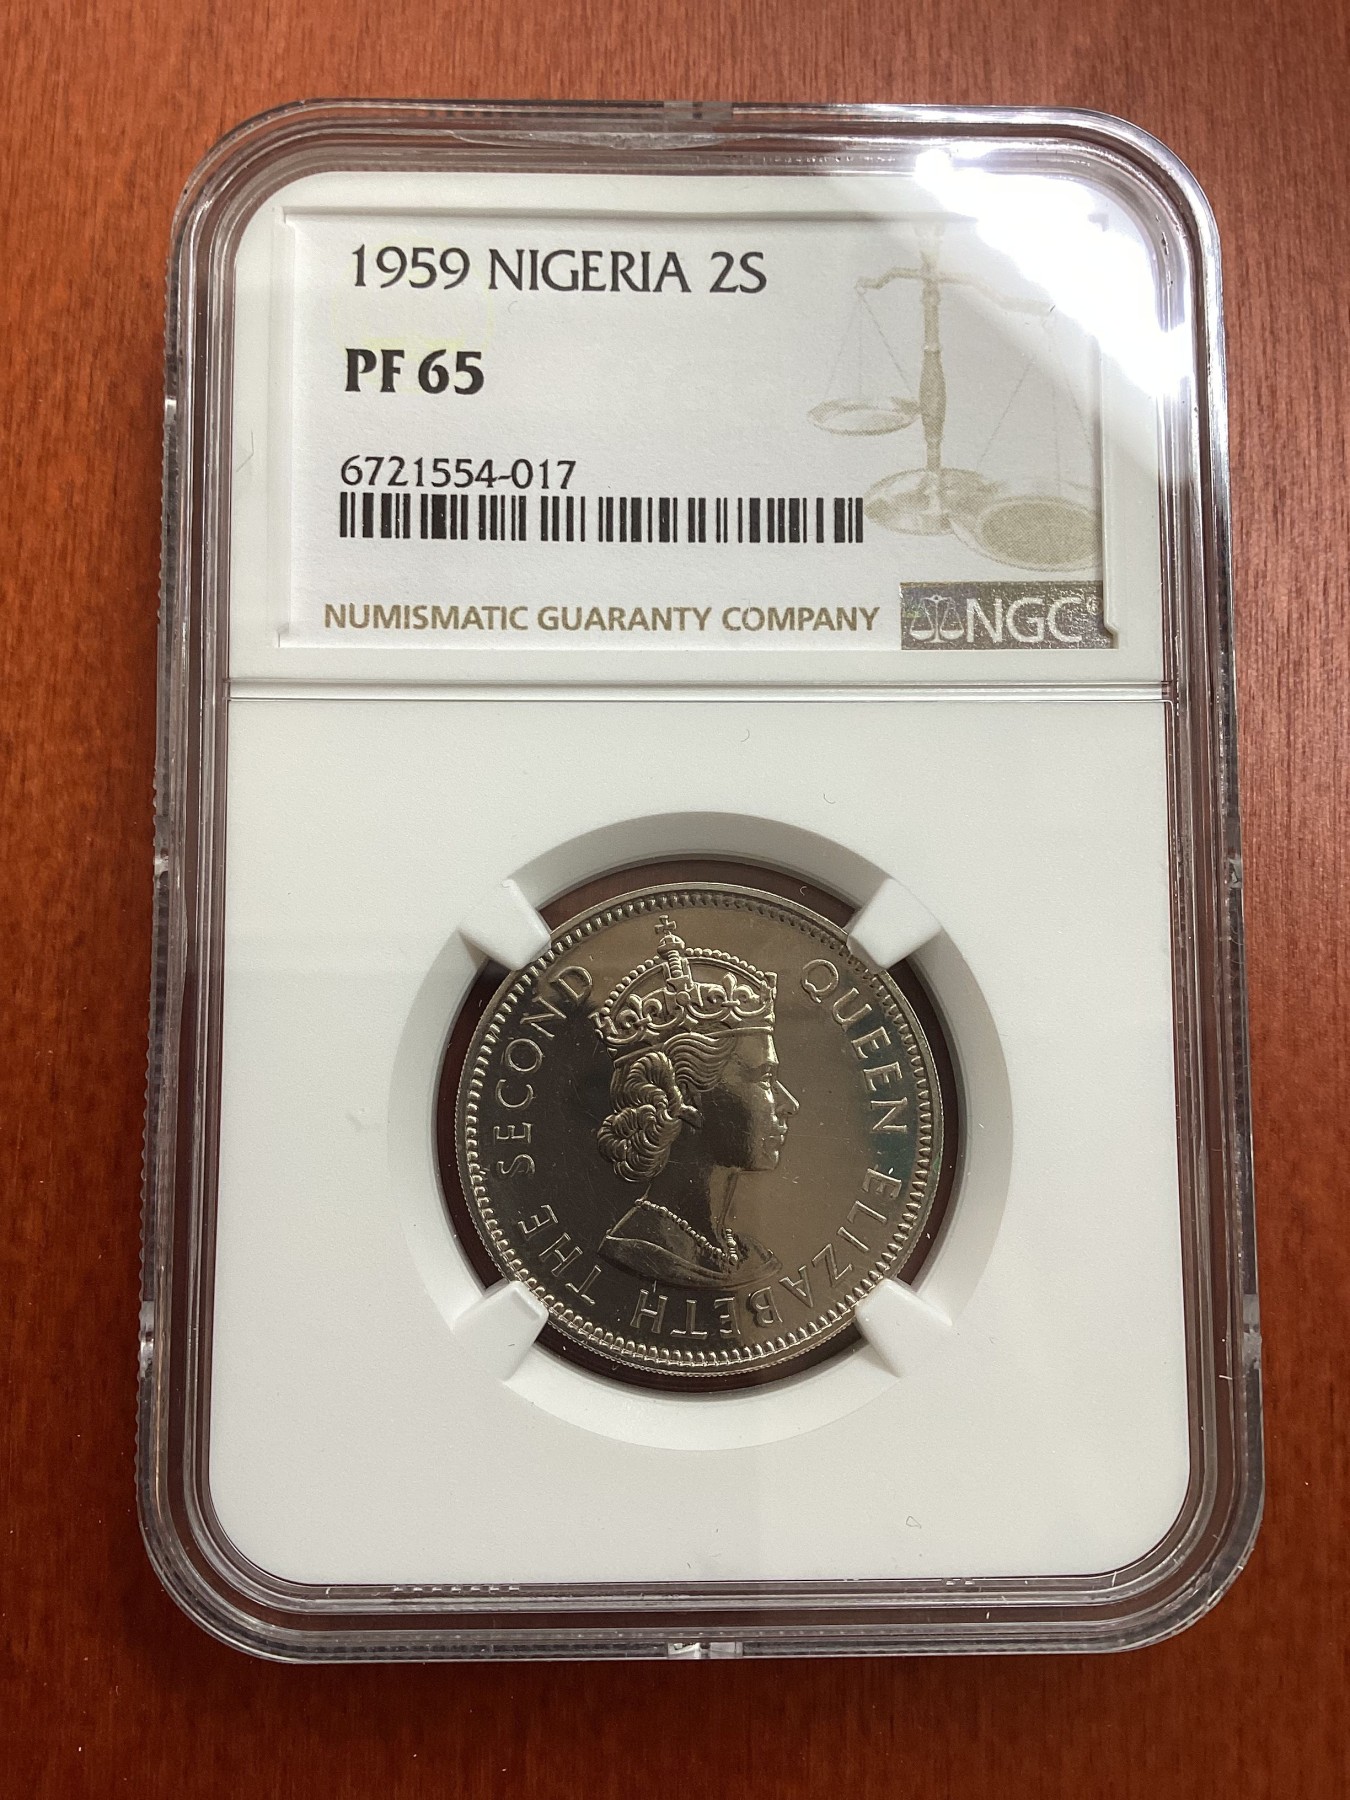 1959 NIGERIA 2S
PF 65
6721554-017
NUMISMATIC GUARANTY COMPANY
NGC
QUEEN ELIZABETH THE SECOND